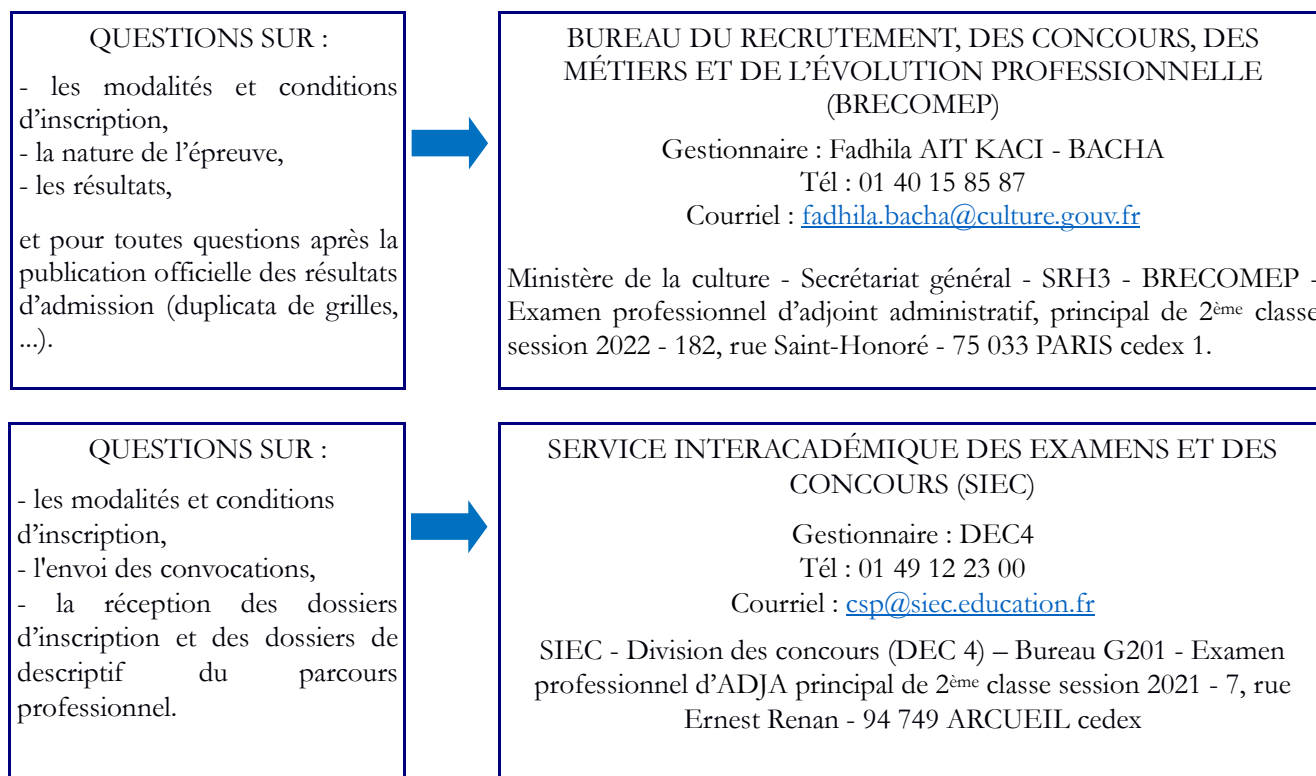 QUESTIONS SUR :
- les modalités et conditions
d’inscription,
- la nature de l’épreuve,
- les résultats,
et pour toutes questions après la
publication officielle des résultats
d’admission (duplicata de grilles,
...).
BUREAU DU RECRUTEMENT, DES CONCOURS, DES
MÉTIERS ET DE L’ÉVOLUTION PROFESSIONNELLE
(BRECOMEP)
Gestionnaire : Fadhila AIT KACI - BACHA
Tél : 01 40 15 85 87
Courriel : fadhila.bacha@culture.gouv.fr
Ministère de la culture - Secrétariat général - SRH3 - BRECOMEP -
Examen professionnel d’adjoint administratif, principal de 2ème classe
session 2022 - 182, rue Saint-Honoré - 75 033 PARIS cedex 1.
QUESTIONS SUR :
- les modalités et conditions
d’inscription,
- l'envoi des convocations,
- la réception des dossiers
d’inscription et des dossiers de
descriptif du parcours
professionnel.
SERVICE INTERACADÉMIQUE DES EXAMENS ET DES
CONCOURS (SIEC)
Gestionnaire : DEC4
Tél : 01 49 12 23 00
Courriel : csp@siec.education.fr
SIEC - Division des concours (DEC 4) – Bureau G201 - Examen
professionnel d’ADJA principal de 2ème classe session 2021 - 7, rue
Ernest Renan - 94 749 ARCUEIL cedex